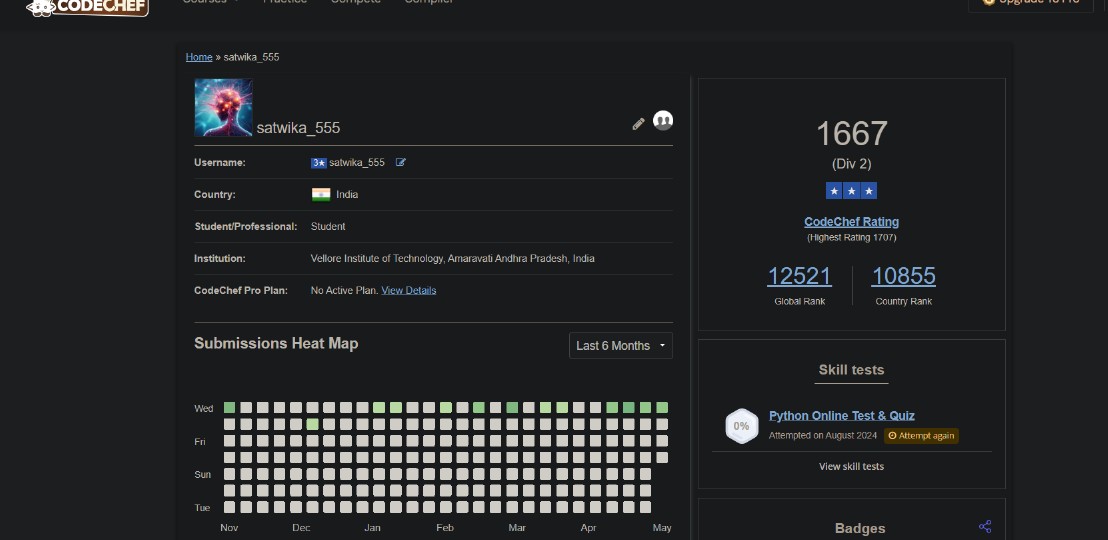 CODECHEF
Courses Practice Compete Compiler
Upgrade to Pro
Home » satwika_555
satwika_555
Username: 3★ satwika_555
Country: India
Student/Professional: Student
Institution: Vellore Institute of Technology, Amaravati Andhra Pradesh, India
CodeChef Pro Plan: No Active Plan. View Details
Submissions Heat Map
Last 6 Months
Wed
Fri
Sun
Tue
Nov Dec Jan Feb Mar Apr May
1667
(Div 2)
★ ★ ★
CodeChef Rating
(Highest Rating 1707)
12521 10855
Global Rank Country Rank
Skill tests
0%
Python Online Test & Quiz
Attempted on August 2024 Attempt again
View skill tests
Badges